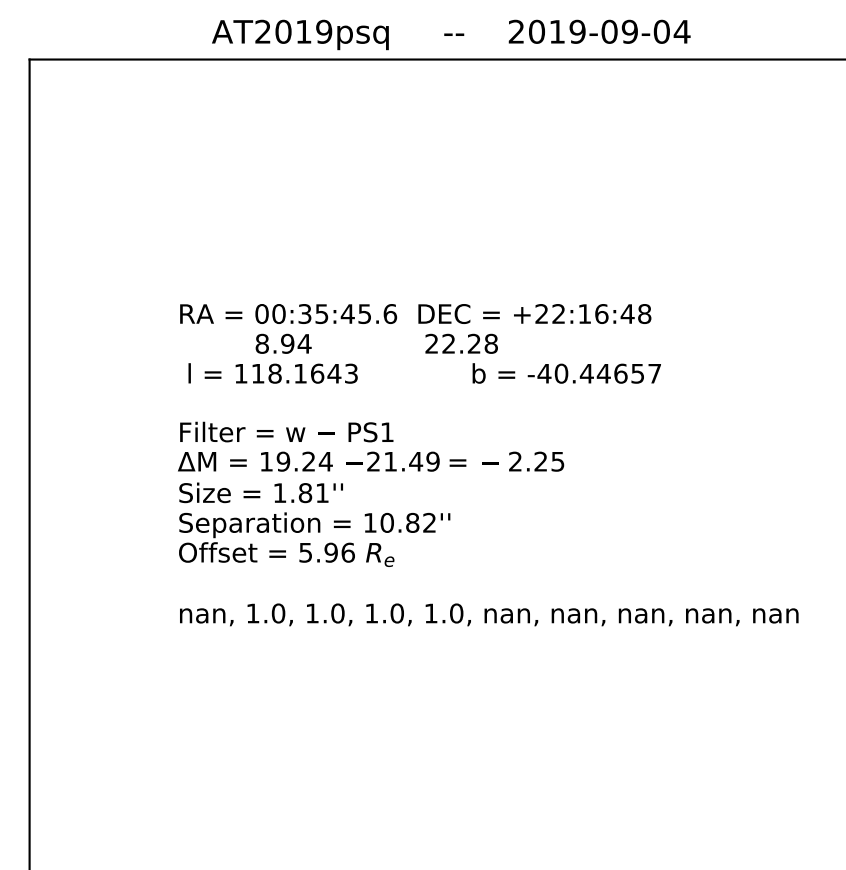 AT2019psq -- 2019-09-04
RA = 00:35:45.6 DEC = +22:16:48
8.94 22.28
l = 118.1643 b = -40.44657
Filter = w − PS1
ΔM = 19.24 −21.49 = − 2.25
Size = 1.81''
Separation = 10.82''
Offset = 5.96 Re
nan, 1.0, 1.0, 1.0, 1.0, nan, nan, nan, nan, nan